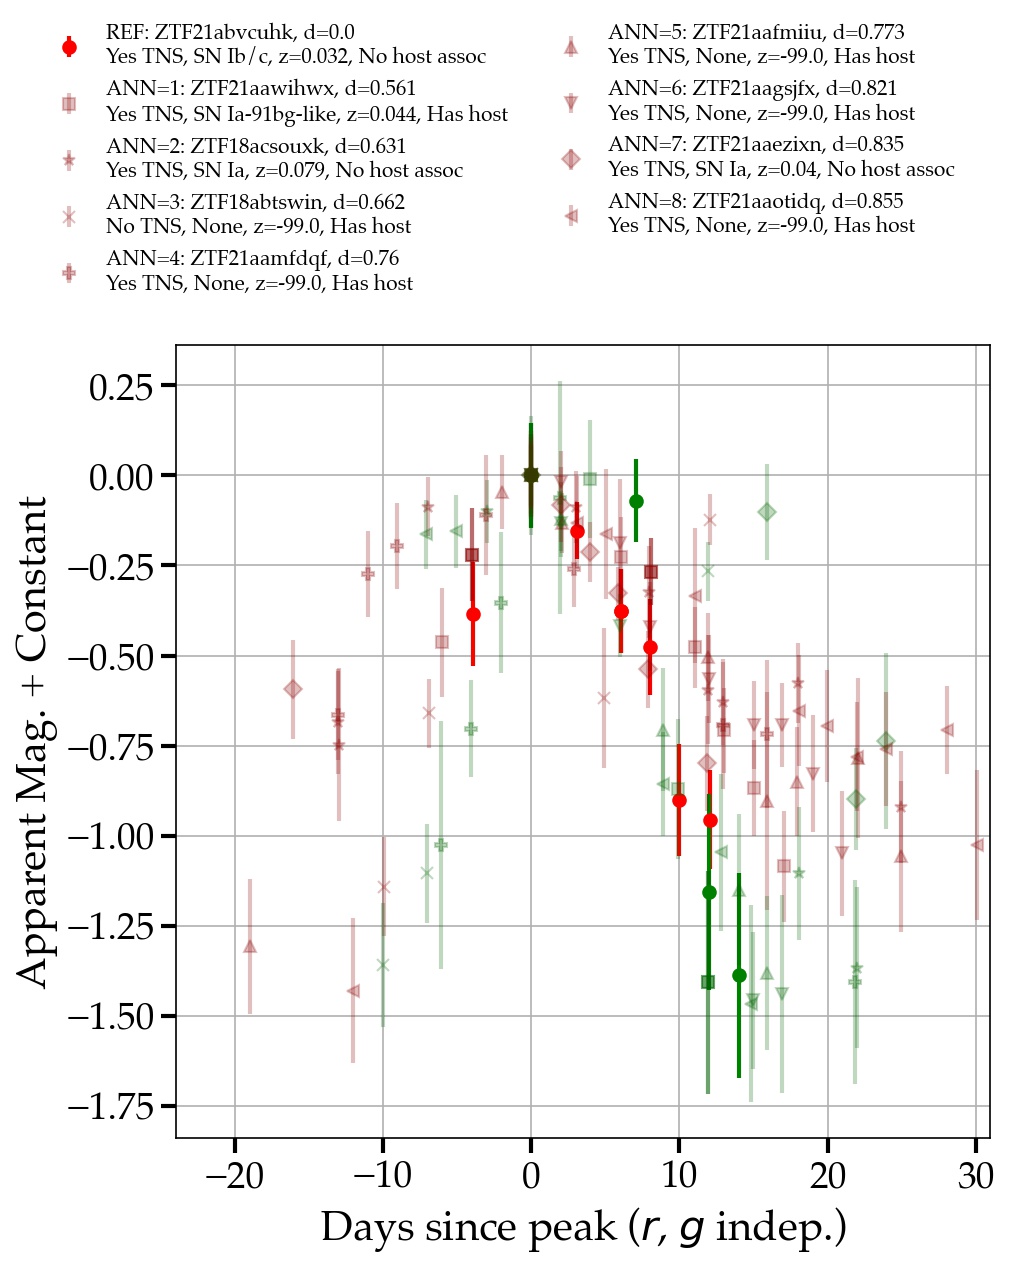 REF: ZTF21abvcuhk, d=0.0
Yes TNS, SN Ib/c, z=0.032, No host assoc
ANN=1: ZTF21aawihwx, d=0.561
Yes TNS, SN Ia-91bg-like, z=0.044, Has host
ANN=2: ZTF18acsouxk, d=0.631
Yes TNS, SN Ia, z=0.079, No host assoc
ANN=3: ZTF18abtswin, d=0.662
No TNS, None, z=-99.0, Has host
ANN=4: ZTF21aamfdqf, d=0.76
Yes TNS, None, z=-99.0, Has host
ANN=5: ZTF21aafmiiu, d=0.773
Yes TNS, None, z=-99.0, Has host
ANN=6: ZTF21aagsjfx, d=0.821
Yes TNS, None, z=-99.0, Has host
ANN=7: ZTF21aaezixn, d=0.835
Yes TNS, SN Ia, z=0.04, No host assoc
ANN=8: ZTF21aaotidq, d=0.855
Yes TNS, None, z=-99.0, Has host
Apparent Mag. + Constant
0.25
0.00
−0.25
−0.50
−0.75
−1.00
−1.25
−1.50
−1.75
−20 −10 0 10 20 30
Days since peak (r, g indep.)